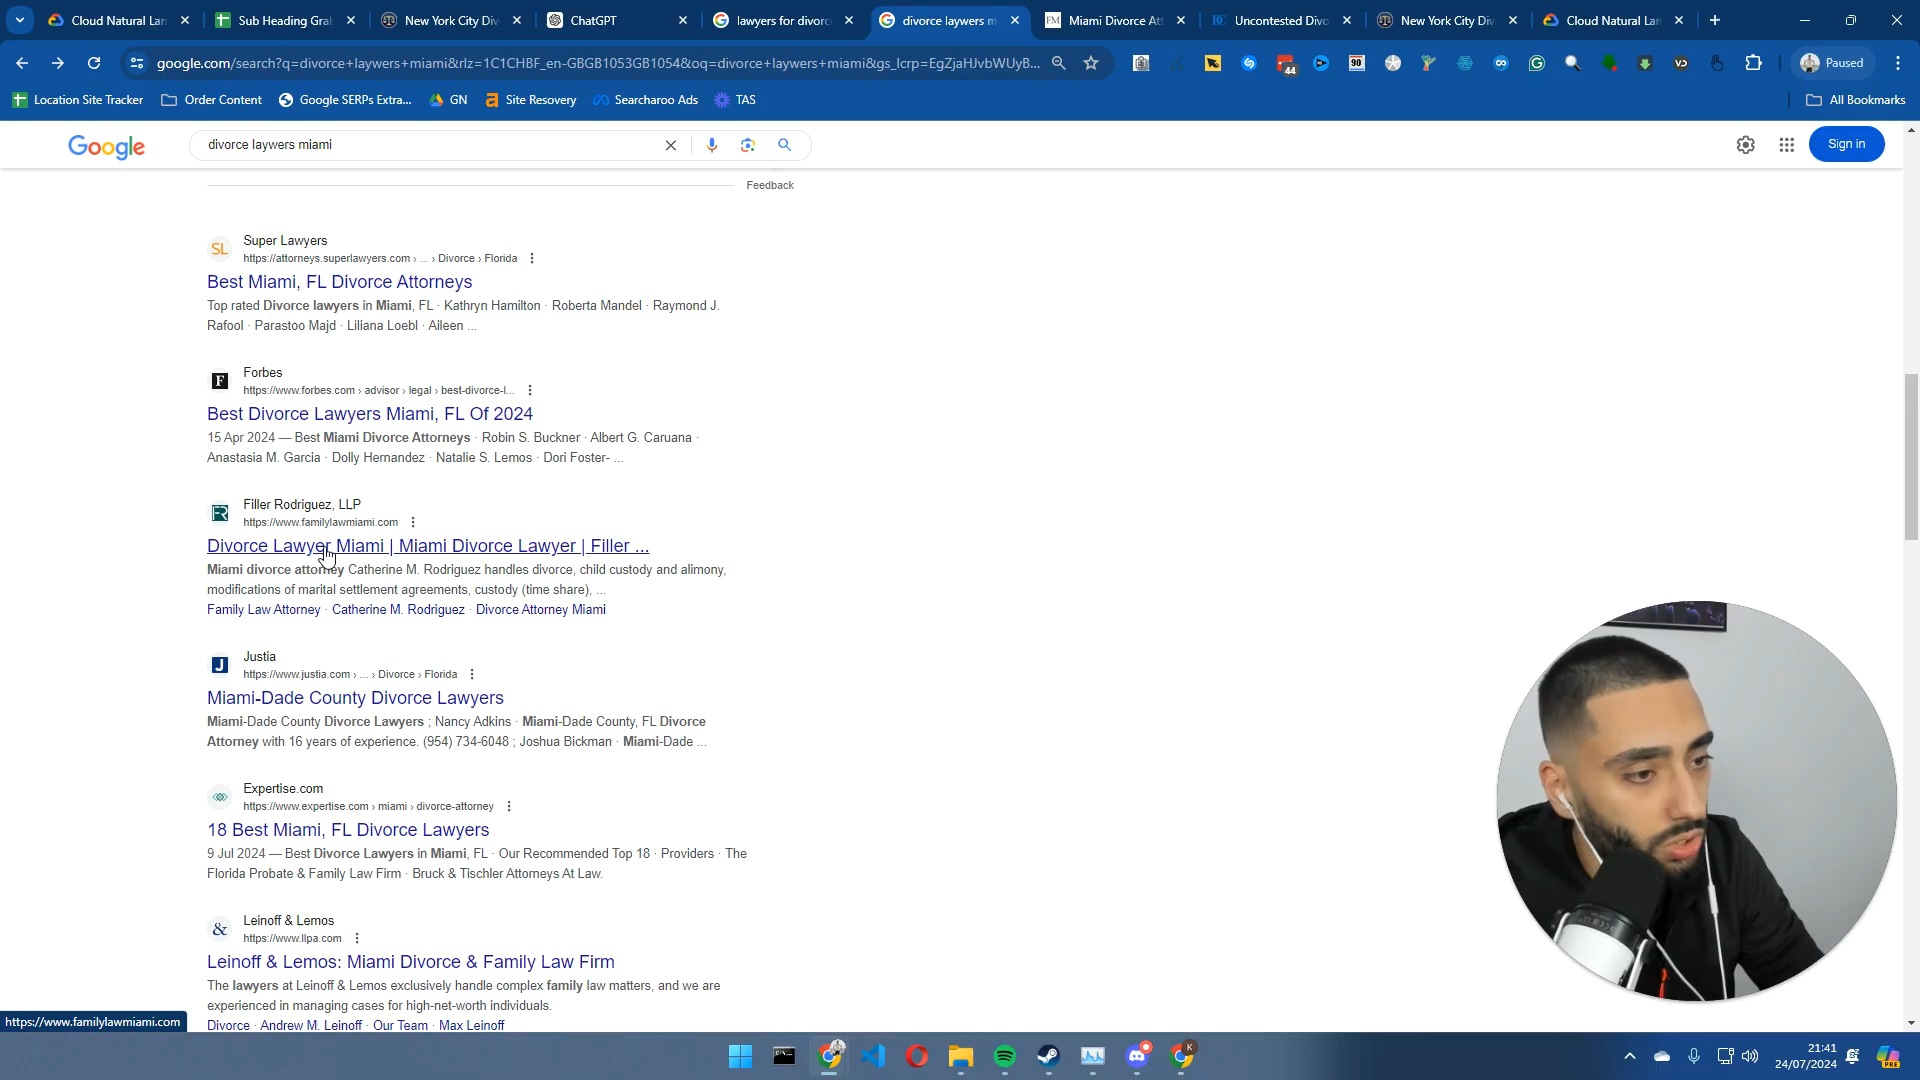 Cloud Natural Lan
Sub Heading Gra
New York City Div
ChatGPT
lawyers for divorc
divorce laywers m
Miami Divorce At
Uncontested Divo
New York City Div
Cloud Natural Lan
google.com/search?q=divorce+laywers+miami&rlz=1C1CHBF_en-GBGB1053GB1054&oq=divorce+laywers+miami&gs_lcrp=EgZjaHJvbWUyB...
44
90
Paused
Location Site Tracker
Order Content
Google SERPs Extra...
GN
Site Recovery
Searcharoo Ads
TAS
All Bookmarks
Google
divorce laywers miami
Sign in
Feedback
SL
Super Lawyers
https://attorneys.superlawyers.com › ... › Divorce › Florida
Best Miami, FL Divorce Attorneys
Top rated Divorce lawyers in Miami, FL · Kathryn Hamilton · Roberta Mandel · Raymond J.
Rafool · Parastoo Majd · Liliana Loebl · Aileen ...
F
Forbes
https://www.forbes.com › advisor › legal › best-divorce-l...
Best Divorce Lawyers Miami, FL Of 2024
15 Apr 2024 — Best Miami Divorce Attorneys · Robin S. Buckner · Albert G. Caruana ·
Anastasia M. Garcia · Dolly Hernandez · Natalie S. Lemos · Dori Foster- ...
FR
Filler Rodriguez, LLP
https://www.familylawmiami.com
Divorce Lawyer Miami | Miami Divorce Lawyer | Filler ...
Miami divorce attorney Catherine M. Rodriguez handles divorce, child custody and alimony,
modifications of marital settlement agreements, custody (time share), ...
Family Law Attorney · Catherine M. Rodriguez · Divorce Attorney Miami
J
Justia
https://www.justia.com › ... › Divorce › Florida
Miami-Dade County Divorce Lawyers
Miami-Dade County Divorce Lawyers ; Nancy Adkins · Miami-Dade County, FL Divorce
Attorney with 16 years of experience. (954) 734-6048 ; Joshua Bickman · Miami-Dade ...
Expertise.com
https://www.expertise.com › miami › divorce-attorney
18 Best Miami, FL Divorce Lawyers
9 Jul 2024 — Best Divorce Lawyers in Miami, FL · Our Recommended Top 18 · Providers · The
Florida Probate & Family Law Firm · Bruck & Tischler Attorneys At Law.
&
Leinoff & Lemos
https://www.llpa.com
Leinoff & Lemos: Miami Divorce & Family Law Firm
The lawyers at Leinoff & Lemos exclusively handle complex family law matters, and we are
experienced in managing cases for high-net-worth individuals.
Divorce · Andrew M. Leinoff · Our Team · Max Leinoff
https://www.familylawmiami.com
K
21:41
24/07/2024
PRE